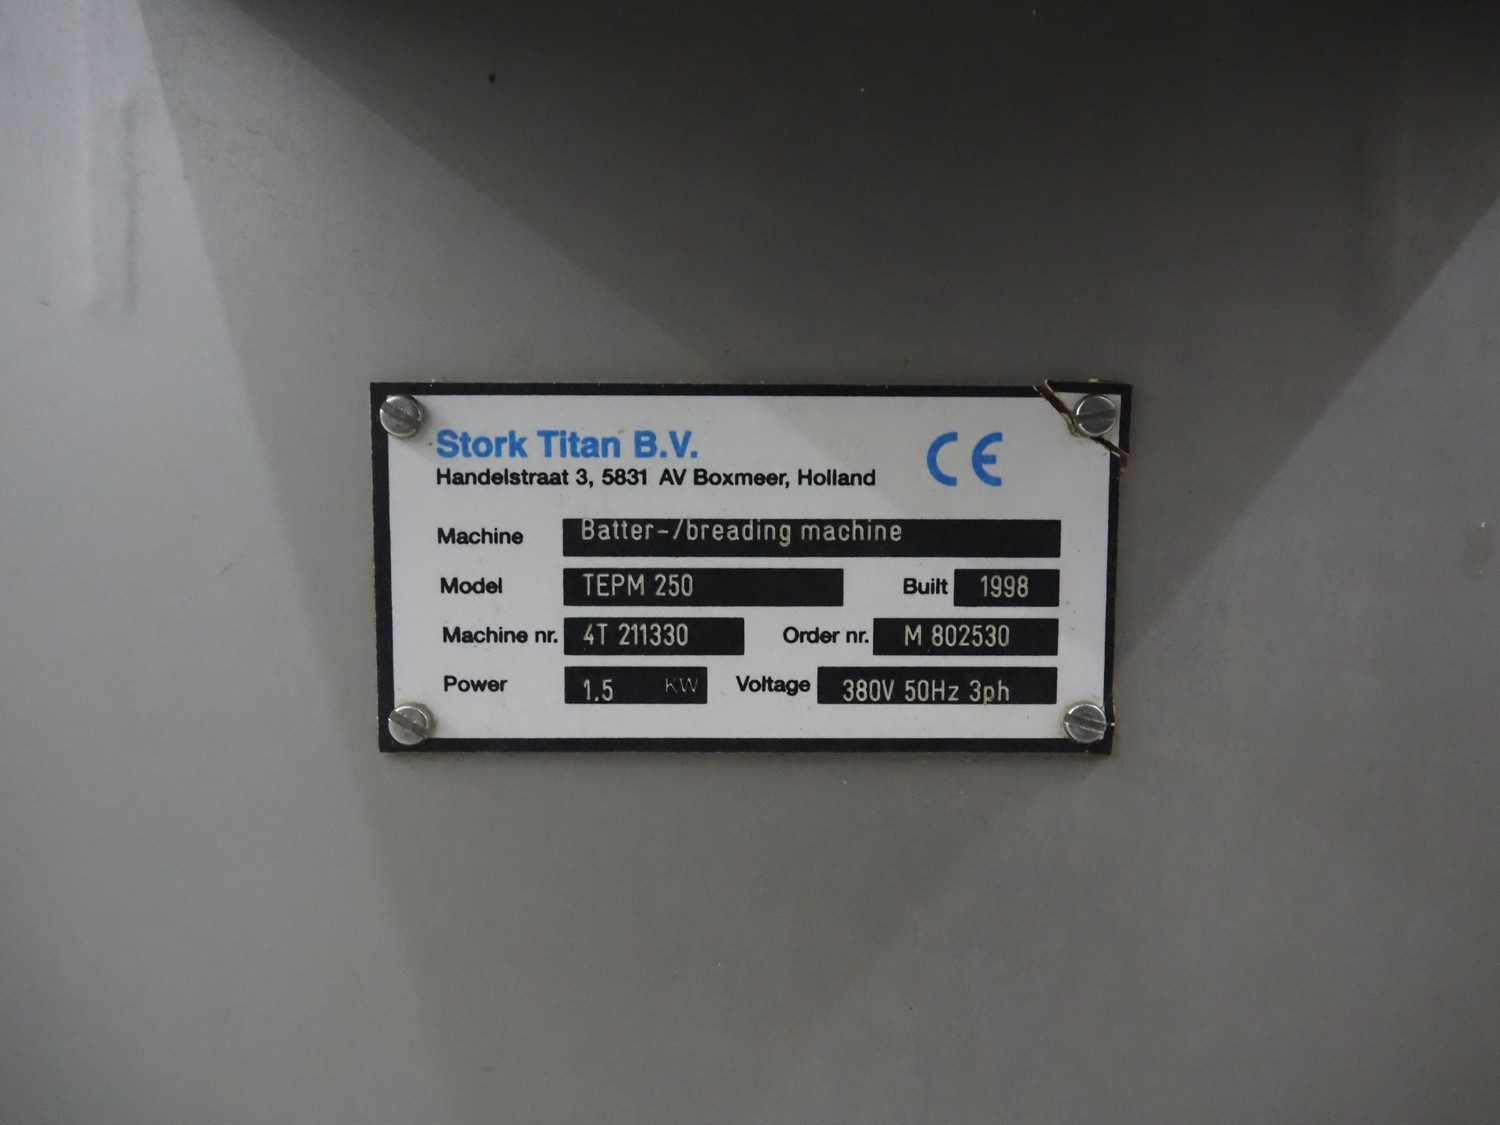 Stork Titan B.V.
Handelstraat 3, 5831 AV Boxmeer, Holland
CE
Machine Batter-/breading machine
Model TEPM 250 Built 1998
Machine nr. 4T 211330 Order nr. M 802530
Power 1.5 KW Voltage 380V 50Hz 3ph